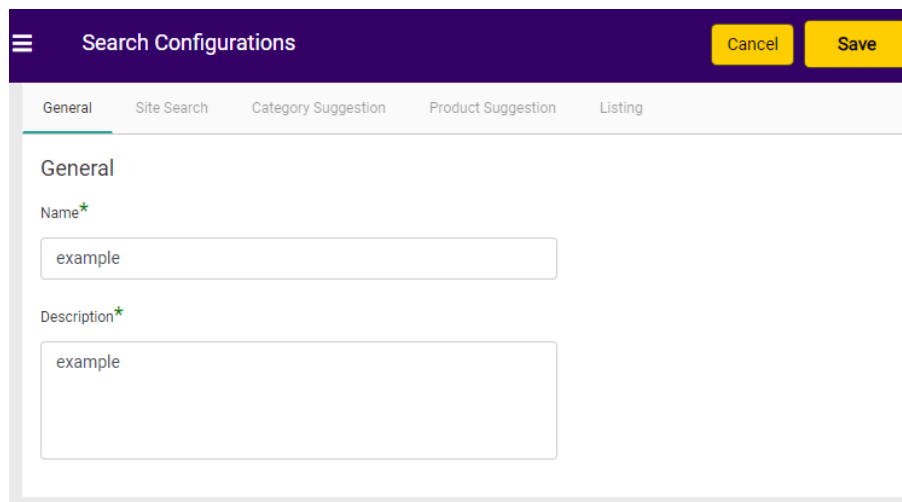 Search Configurations
Cancel
Save
General
Site Search
Category Suggestion
Product Suggestion
Listing
General
Name*
example
Description*
example